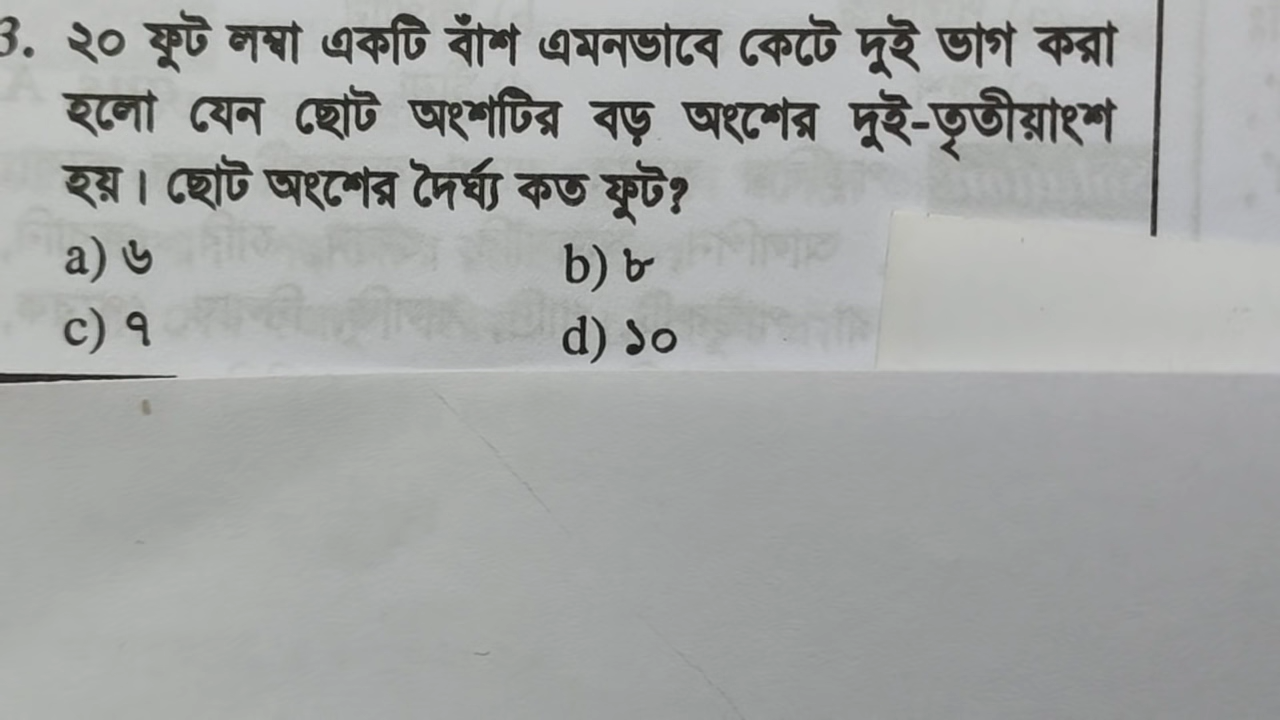 3. ২০ ফুট লম্বা একটি বাঁশ এমনভাবে কেটে দুই ভাগ করা
হলো যেন ছোট অংশটির বড় অংশের দুই-তৃতীয়াংশ
হয়। ছোট অংশের দৈর্ঘ্য কত ফুট?
a) ৬ b) ৮
c) ৭ d) ১০